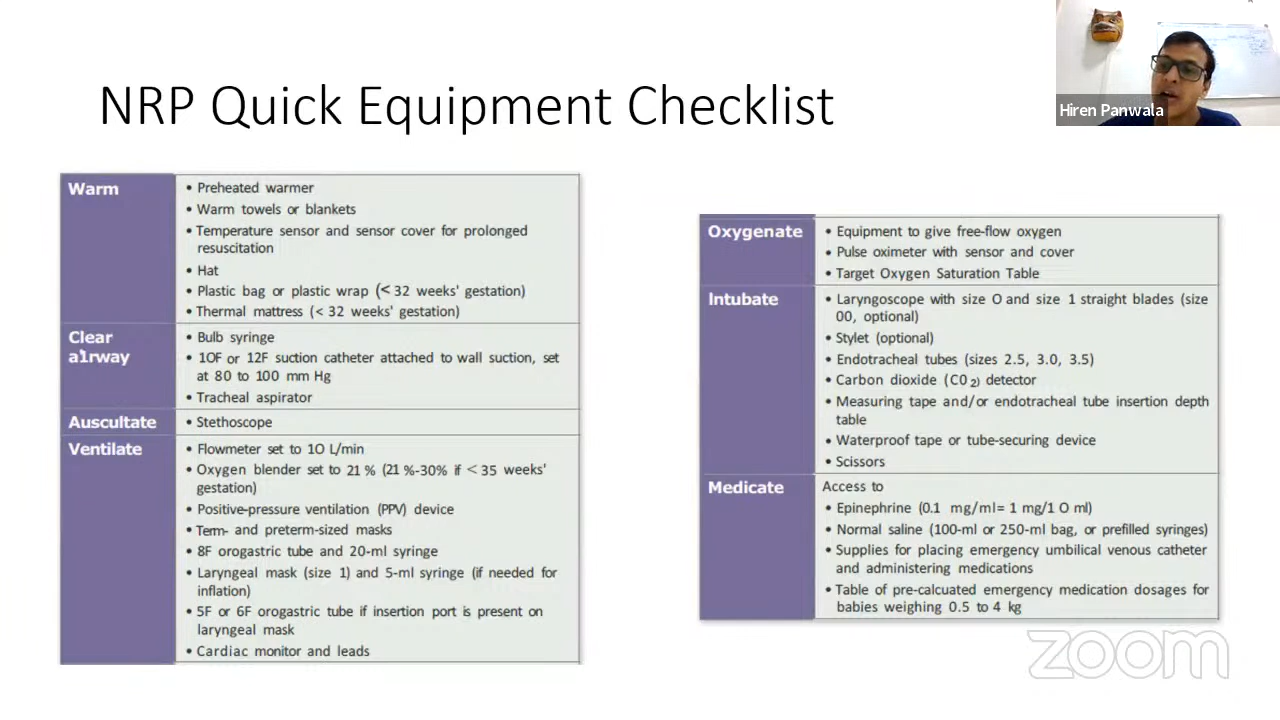 NRP Quick Equipment Checklist
Hiren Panwala
Warm
• Preheated warmer
• Warm towels or blankets
• Temperature sensor and sensor cover for prolonged
resuscitation
• Hat
• Plastic bag or plastic wrap (< 32 weeks' gestation)
• Thermal mattress (< 32 weeks' gestation)
Clear
a1rway
• Bulb syringe
• 1OF or 12F suction catheter attached to wall suction, set
at 80 to 100 mm Hg
• Tracheal aspirator
Auscultate
• Stethoscope
Ventilate
• Flowmeter set to 1O L/min
• Oxygen blender set to 21 % (21 %-30% if < 35 weeks'
gestation)
• Positive-pressure ventilation (PPV) device
• Term- and preterm-sized masks
• 8F orogastric tube and 20-ml syringe
• Laryngeal mask (size 1) and 5-ml syringe (if needed for
inflation)
• 5F or 6F orogastric tube if insertion port is present on
laryngeal mask
• Cardiac monitor and leads
Oxygenate
• Equipment to give free-flow oxygen
• Pulse oximeter with sensor and cover
• Target Oxygen Saturation Table
Intubate
• Laryngoscope with size O and size 1 straight blades (size
00, optional)
• Stylet (optional)
• Endotracheal tubes (sizes 2.5, 3.0, 3.5)
• Carbon dioxide (C0 2) detector
• Measuring tape and/or endotracheal tube insertion depth
table
• Waterproof tape or tube-securing device
• Scissors
Medicate
Access to
• Epinephrine (0.1 mg/ml= 1 mg/1 O ml)
• Normal saline (100-ml or 250-ml bag, or prefilled syringes)
• Supplies for placing emergency umbilical venous catheter
and administering medications
• Table of pre-calcuated emergency medication dosages for
babies weighing 0.5 to 4 kg
zoom